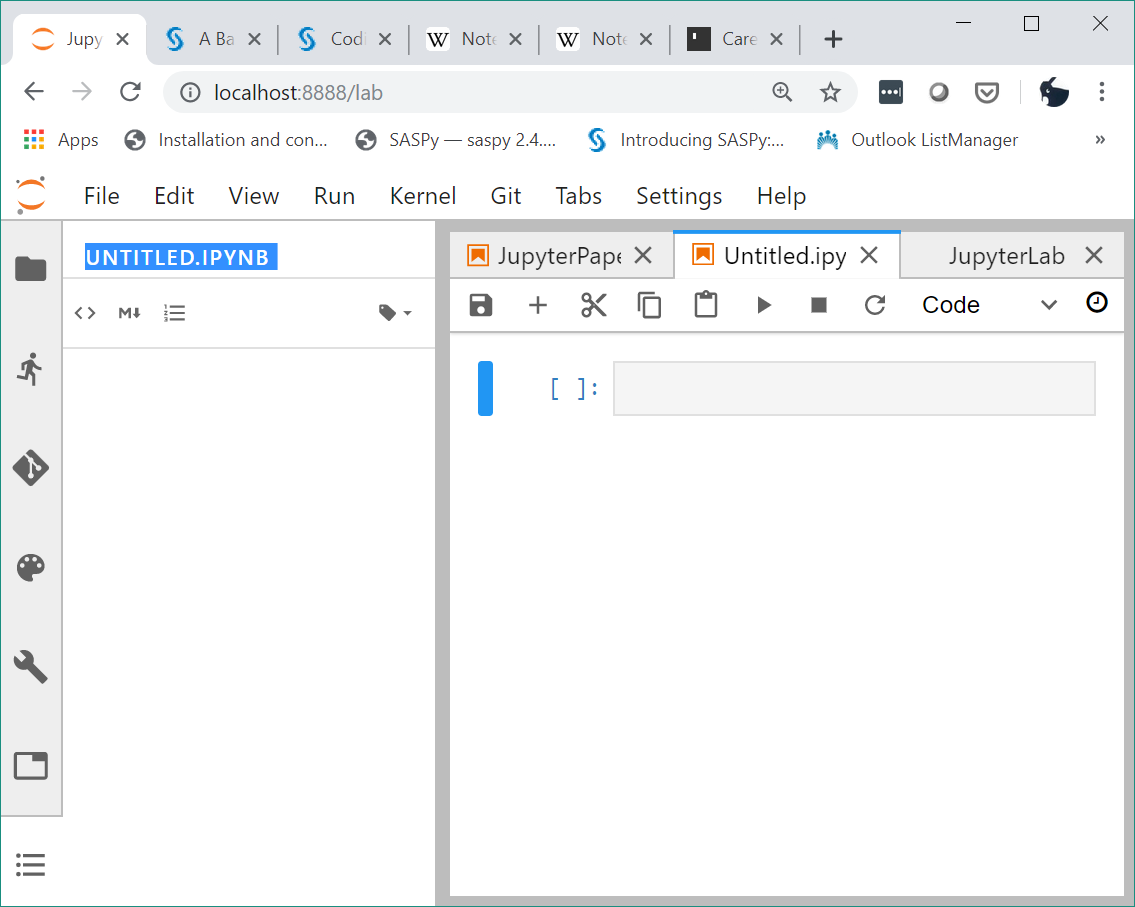 Jupy A Ba Codi W Note W Note Care
localhost:8888/lab
Apps Installation and con... SASPy — saspy 2.4.... Introducing SASPy:... Outlook ListManager »
File Edit View Run Kernel Git Tabs Settings Help
UNTITLED.IPYNB
JupyterPape Untitled.ipy JupyterLab
M
Code
[ ]: